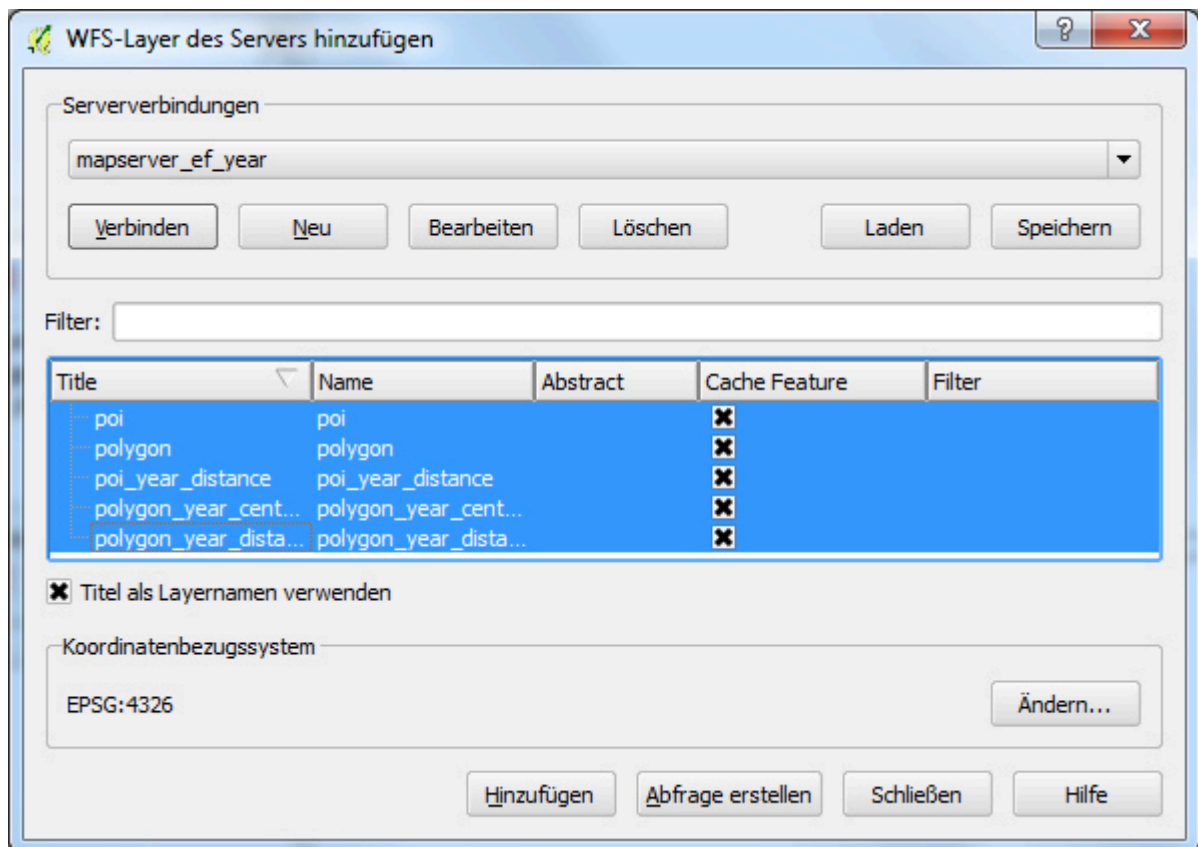 WFS-Layer des Servers hinzufügen
Serververbindungen
mapserver_ef_year
Verbinden Neu Bearbeiten Löschen Laden Speichern
Filter:
Title Name Abstract Cache Feature Filter
poi poi
polygon polygon
poi_year_distance poi_year_distance
polygon_year_cent... polygon_year_cent...
polygon_year_dista... polygon_year_dista...
Titel als Layernamen verwenden
Koordinatenbezugssystem
EPSG:4326 Ändern...
Hinzufügen Abfrage erstellen Schließen Hilfe